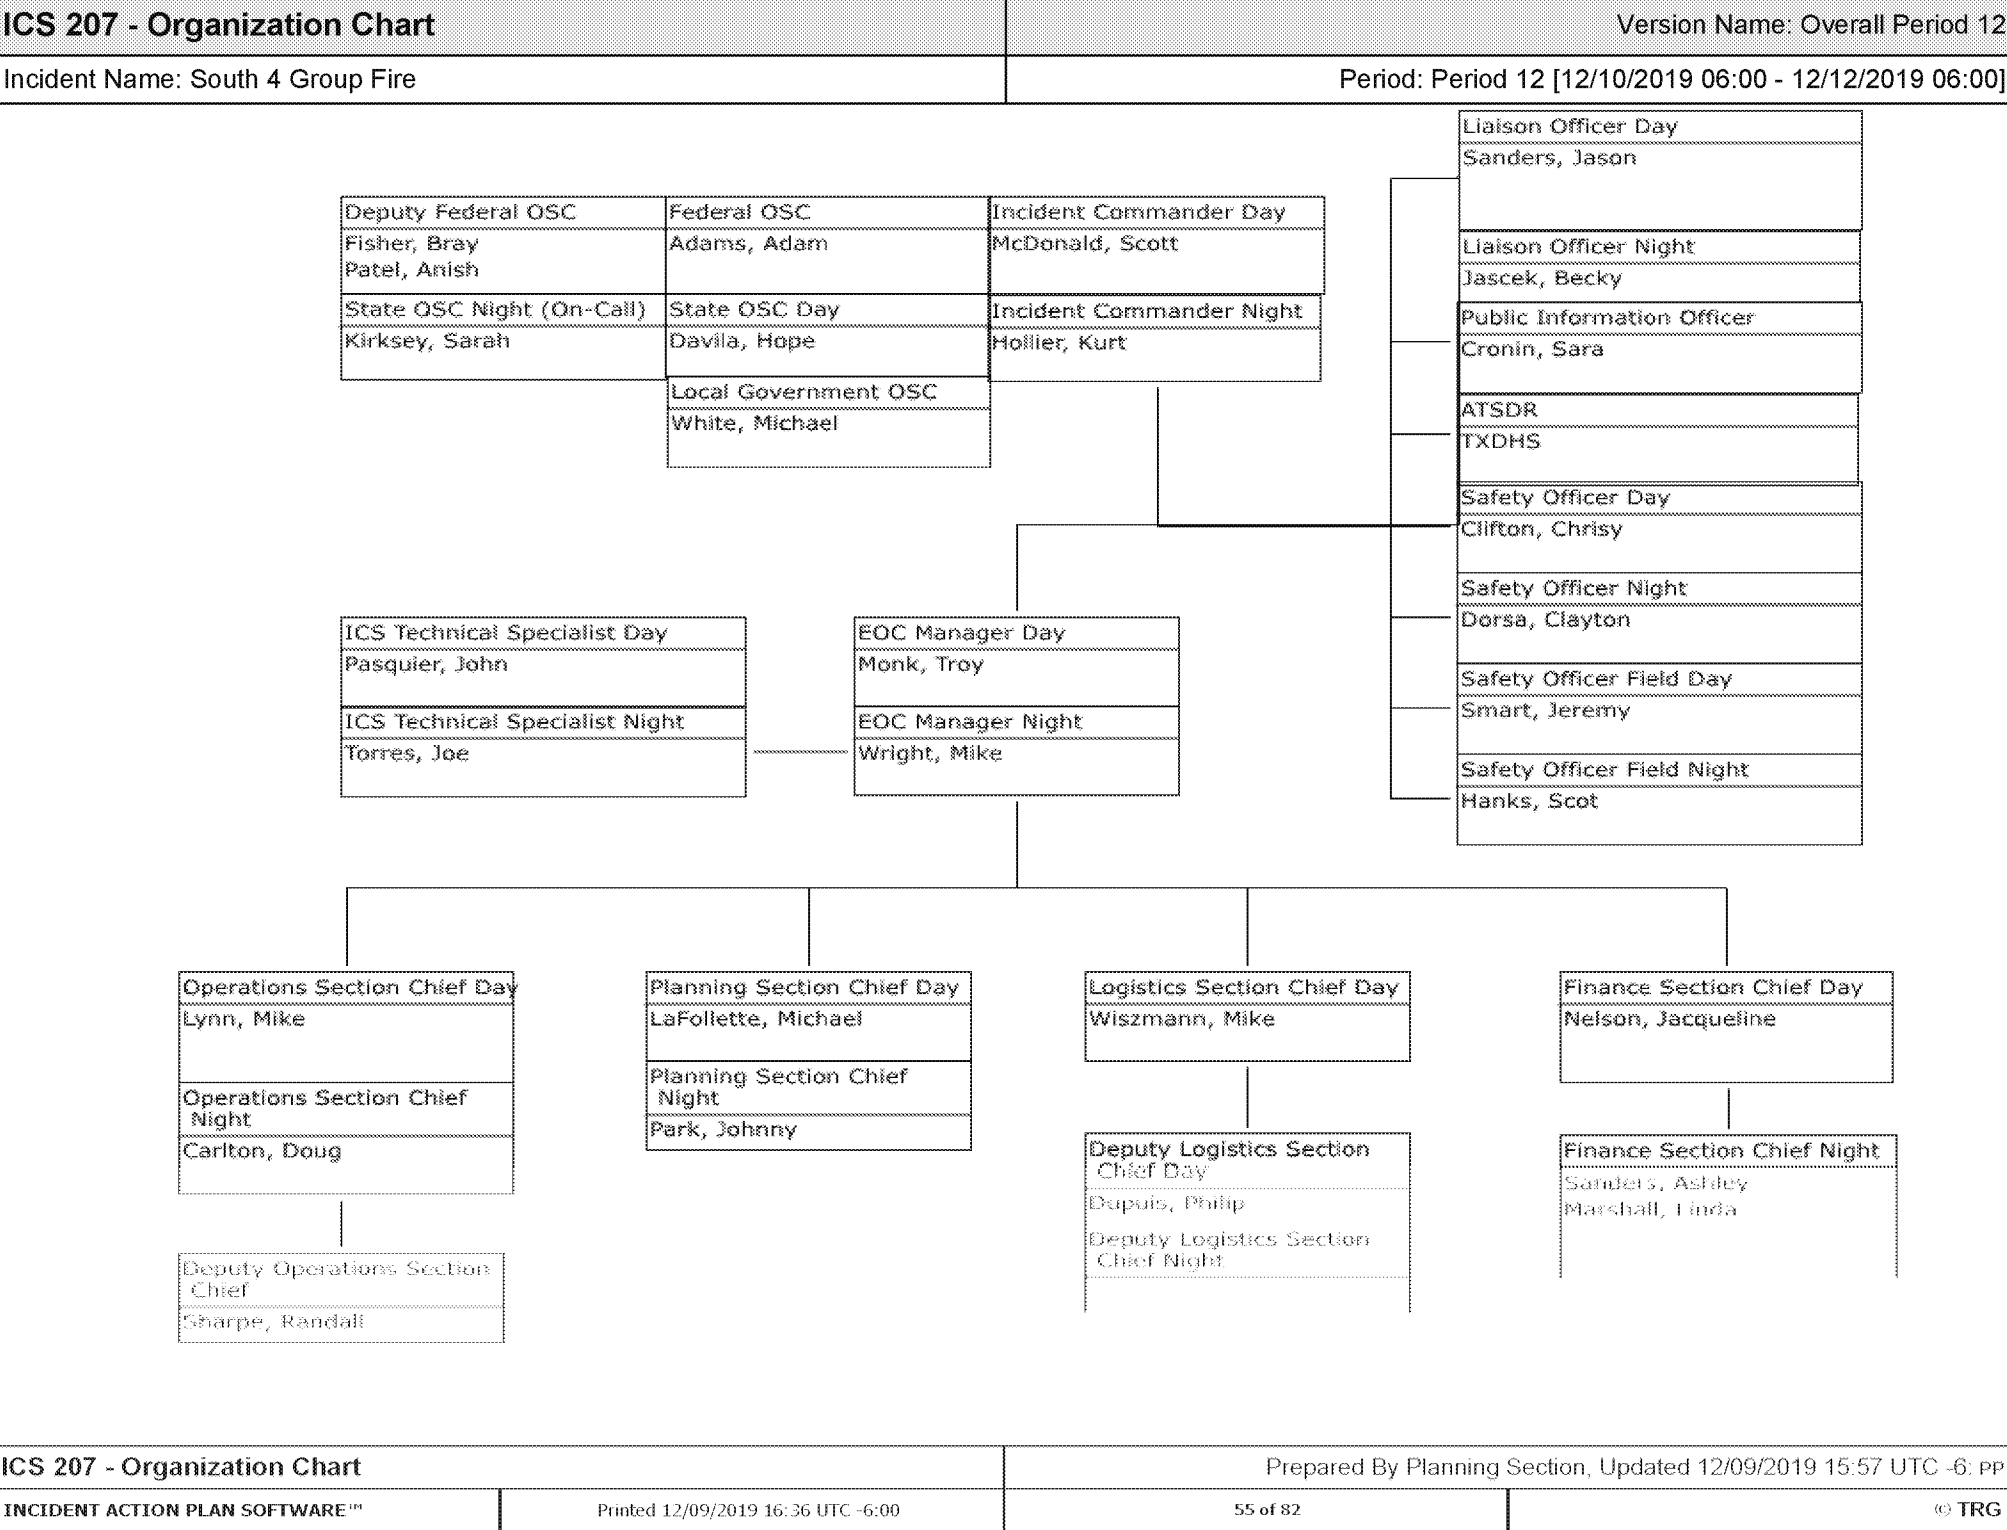 ICS 207 - Organization Chart
Version Name: Overall Period 12
Incident Name: South 4 Group Fire
Period: Period 12 [12/10/2019 06:00 - 12/12/2019 06:00]
Liaison Officer Day
Sanders, Jason
Deputy Federal OSC
Fisher, Bray
Patel, Anish
Federal OSC
Adams, Adam
Incident Commander Day
McDonald, Scott
Liaison Officer Night
Jascek, Becky
State OSC Night (On-Call)
Kirksey, Sarah
State OSC Day
Davila, Hope
Incident Commander Night
Hollier, Kurt
Public Information Officer
Cronin, Sara
Local Government OSC
White, Michael
ATSDR
TXDHS
Safety Officer Day
Clifton, Chrisy
Safety Officer Night
Dorsa, Clayton
ICS Technical Specialist Day
Pasquier, John
EOC Manager Day
Monk, Troy
Safety Officer Field Day
Smart, Jeremy
ICS Technical Specialist Night
Torres, Joe
EOC Manager Night
Wright, Mike
Safety Officer Field Night
Hanks, Scot
Operations Section Chief Day
Lynn, Mike
Operations Section Chief
Night
Carlton, Doug
Deputy Operations Section
Chief
Sharpe, Randall
Planning Section Chief Day
LaFollette, Michael
Planning Section Chief
Night
Park, Johnny
Logistics Section Chief Day
Wiszmann, Mike
Deputy Logistics Section
Chief Day
Dupuis, Philip
Deputy Logistics Section
Chief Night
Finance Section Chief Day
Nelson, Jacqueline
Finance Section Chief Night
Sanders, Ashley
Marshall, Linda
ICS 207 - Organization Chart
Prepared By Planning Section, Updated 12/09/2019 15:57 UTC -6: PP
INCIDENT ACTION PLAN SOFTWARE™
Printed 12/09/2019 16:36 UTC -6:00
55 of 82
© TRG